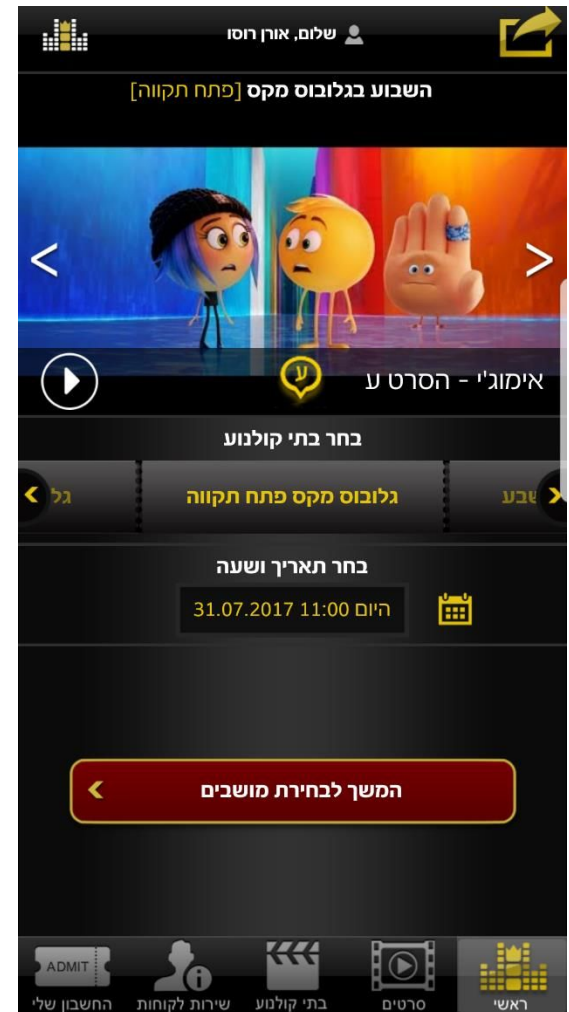 שלום, אורן רוסו
השבוע בגלובוס מקס [פתח תקווה]
ע
אימוג'י - הסרט ע
בחר בתי קולנוע
שבע
גלובוס מקס פתח תקווה
גל
בחר תאריך ושעה
היום 31.07.2017 11:00
המשך לבחירת מושבים
ADMIT
ראשי
סרטים
בתי קולנוע
שירות לקוחות
החשבון שלי